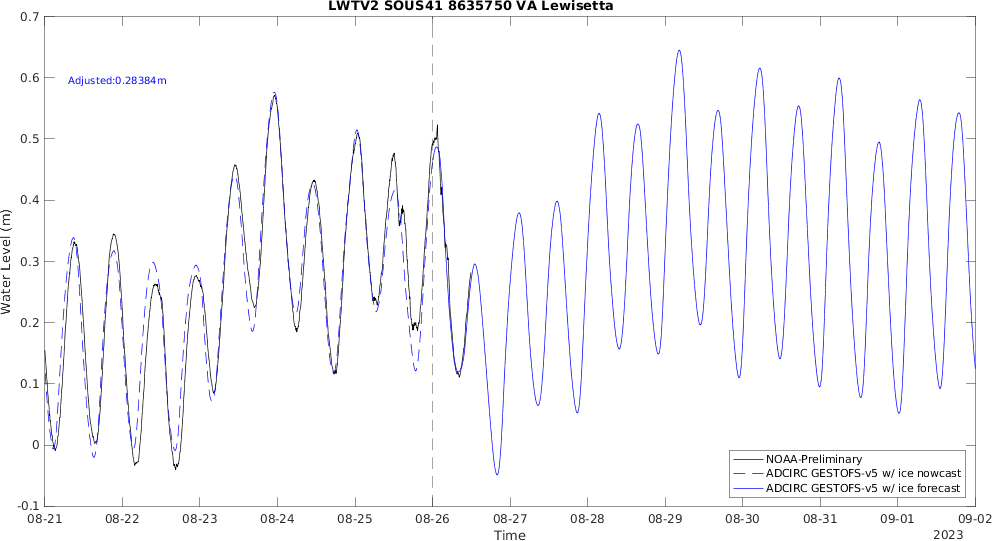 LWTV2 SOUS41 8635750 VA Lewisetta
Adjusted:0.28384m
Water Level (m)
0.7
0.6
0.5
0.4
0.3
0.2
0.1
0
-0.1
NOAA-Preliminary
ADCIRC GESTOFS-v5 w/ ice nowcast
ADCIRC GESTOFS-v5 w/ ice forecast
08-21 08-22 08-23 08-24 08-25 08-26 08-27 08-28 08-29 08-30 08-31 09-01 09-02
Time
2023